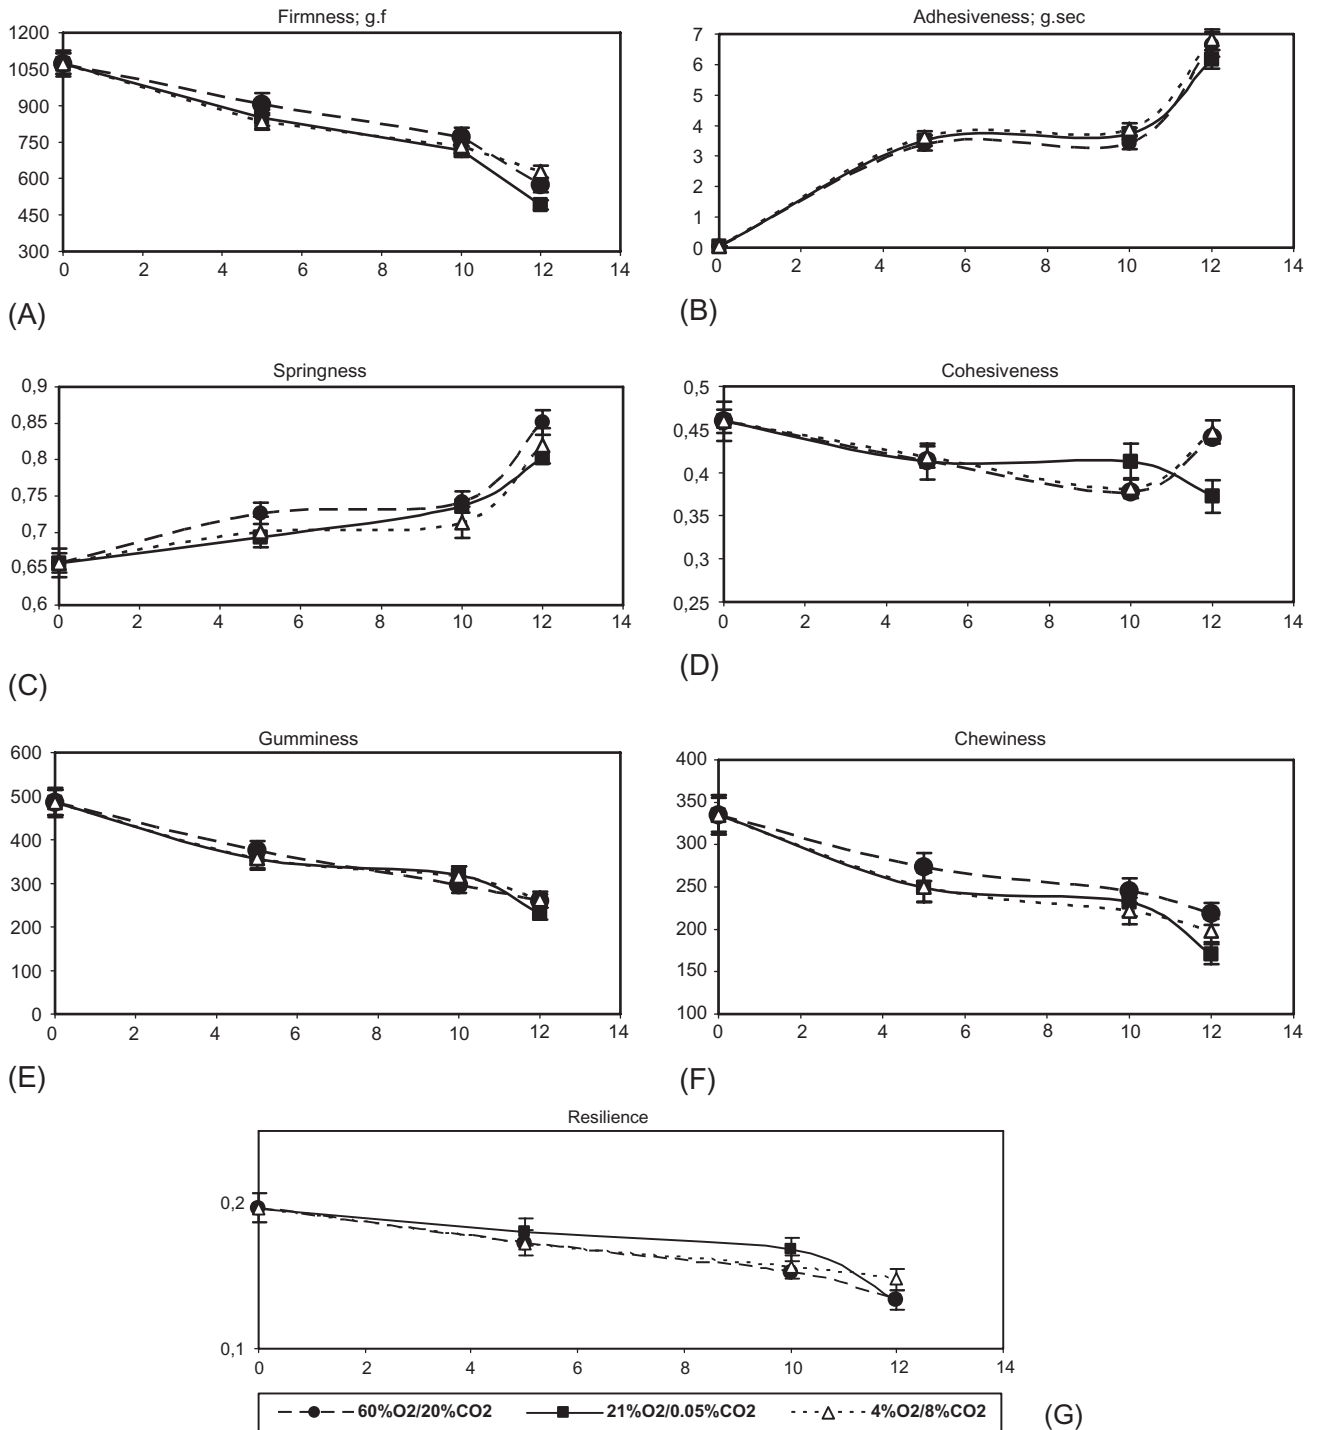 Firmness; g.f
1200
1050
900
750
600
450
300
0 2 4 6 8 10 12 14
(A)
Adhesiveness; g.sec
7
6
5
4
3
2
1
0
0 2 4 6 8 10 12 14
(B)
Springness
0,9
0,85
0,8
0,75
0,7
0,65
0,6
0 2 4 6 8 10 12 14
(C)
Cohesiveness
0,5
0,45
0,4
0,35
0,3
0,25
0 2 4 6 8 10 12 14
(D)
Gumminess
600
500
400
300
200
100
0
0 2 4 6 8 10 12 14
(E)
Chewiness
400
350
300
250
200
150
100
0 2 4 6 8 10 12 14
(F)
Resilience
0,2
0,1
0 2 4 6 8 10 12 14
60%O2/20%CO2 21%O2/0.05%CO2 4%O2/8%CO2
(G)